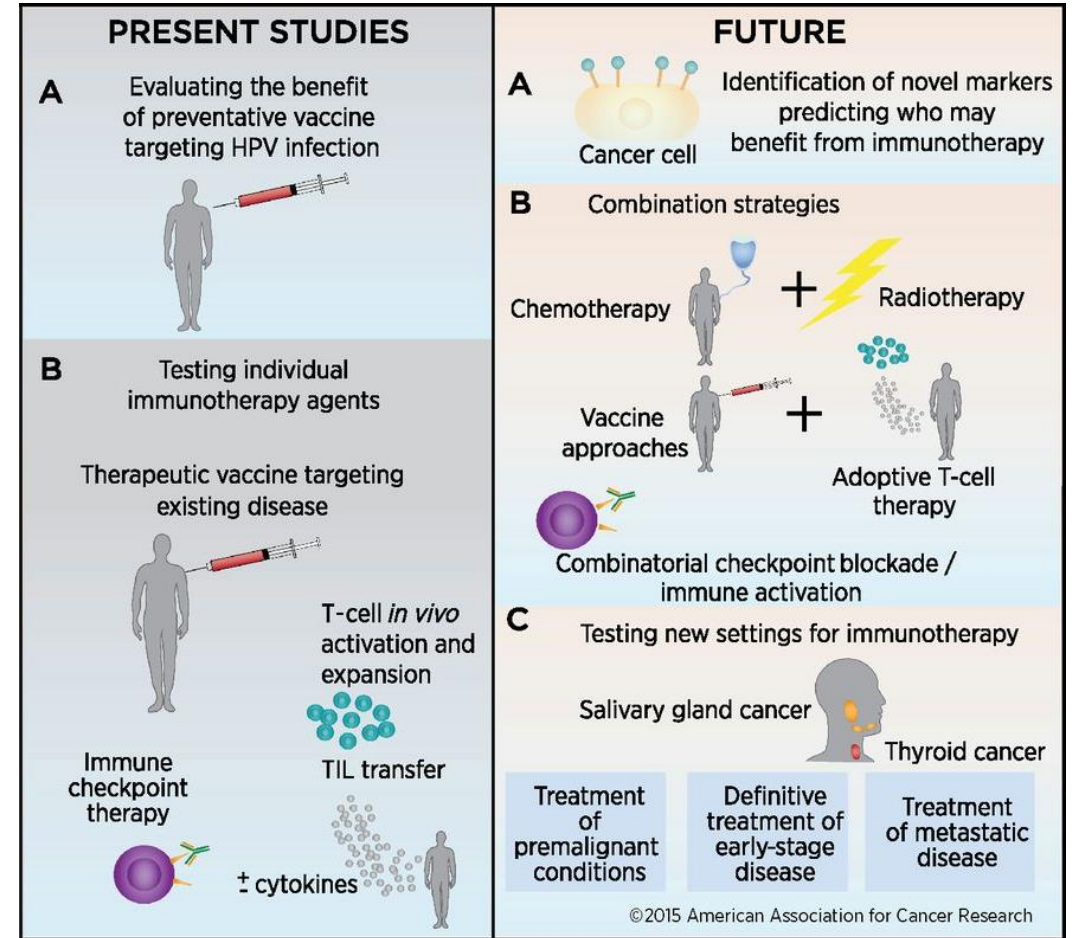 PRESENT STUDIES
A
Evaluating the benefit
of preventative vaccine
targeting HPV infection
B
Testing individual
immunotherapy agents
Therapeutic vaccine targeting
existing disease
T-cell in vivo
activation and
expansion
TIL transfer
Immune
checkpoint
therapy
± cytokines
FUTURE
A
Cancer cell
Identification of novel markers
predicting who may
benefit from immunotherapy
B
Combination strategies
Chemotherapy
+
Radiotherapy
Vaccine
approaches
+
Adoptive T-cell
therapy
Combinatorial checkpoint blockade /
immune activation
C
Testing new settings for immunotherapy
Salivary gland cancer
Thyroid cancer
Treatment
of
premalignant
conditions
Definitive
treatment of
early-stage
disease
Treatment
of metastatic
disease
©2015 American Association for Cancer Research